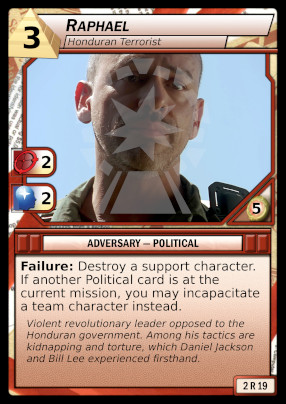 3
RAPHAEL
Honduran Terrorist
2
2
5
ADVERSARY — POLITICAL
Failure: Destroy a support character.
If another Political card is at the
current mission, you may incapacitate
a team character instead.
Violent revolutionary leader opposed to the
Honduran government. Among his tactics are
kidnapping and torture, which Daniel Jackson
and Bill Lee experienced firsthand.
2 R 19